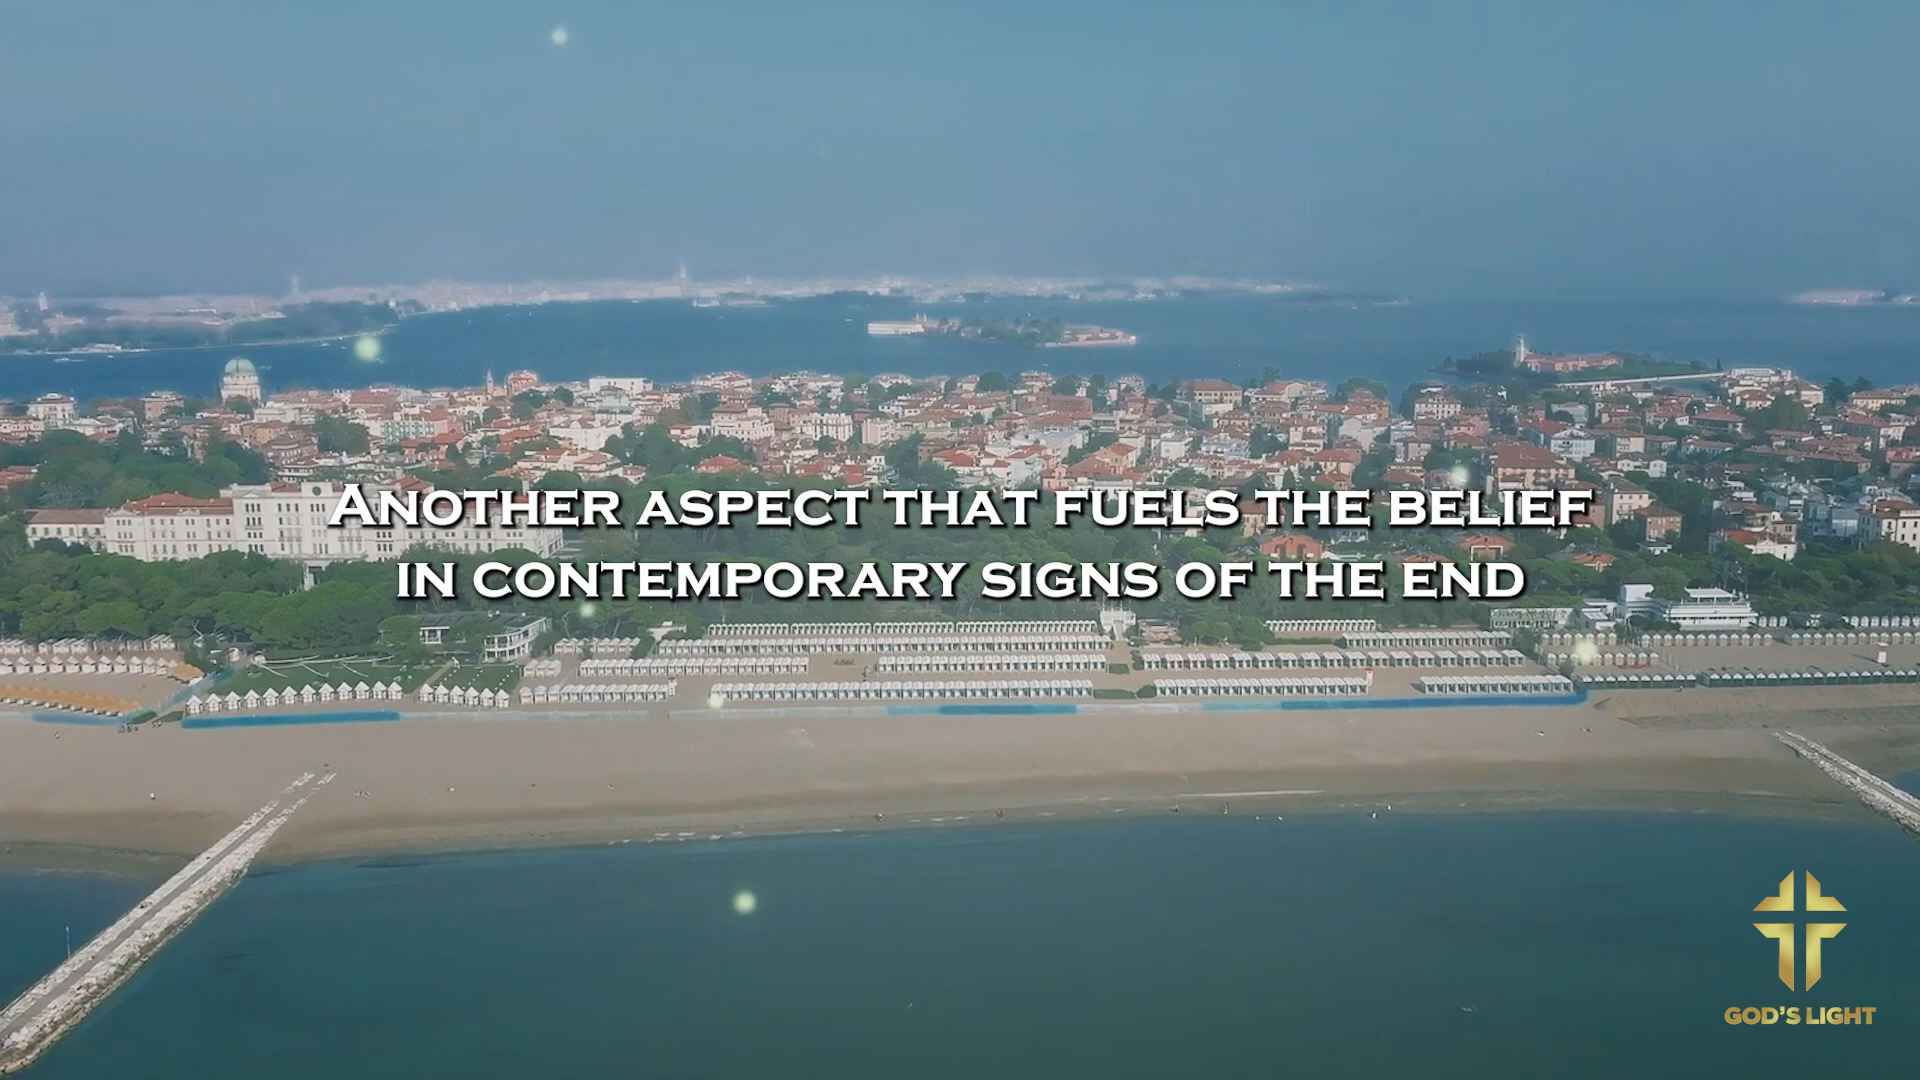 Another aspect that fuels the belief
in contemporary signs of the end
GOD'S LIGHT